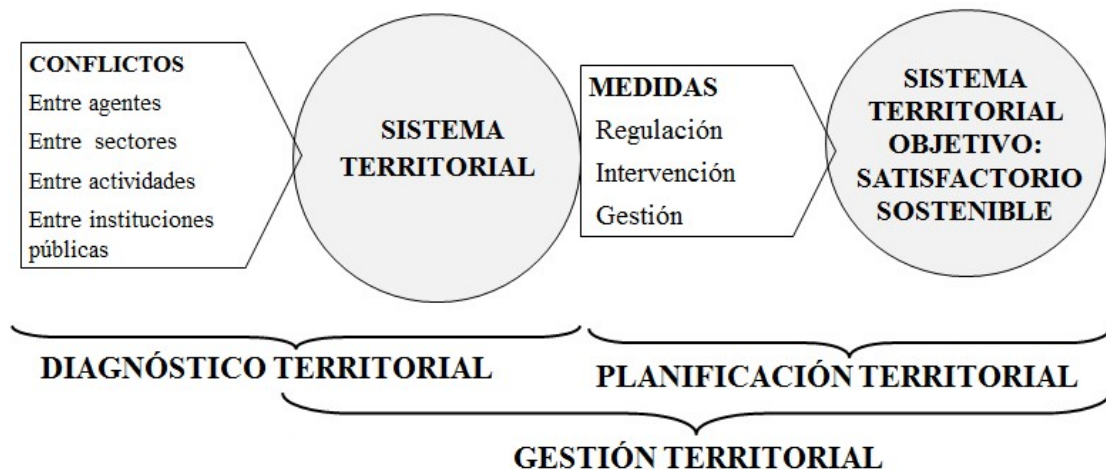 CONFLICTOS
Entre agentes
Entre sectores
Entre actividades
Entre instituciones
públicas
SISTEMA
TERRITORIAL
MEDIDAS
Regulación
Intervención
Gestión
SISTEMA
TERRITORIAL
OBJETIVO:
SATISFACTORIO
SOSTENIBLE
DIAGNÓSTICO TERRITORIAL
PLANIFICACIÓN TERRITORIAL
GESTIÓN TERRITORIAL